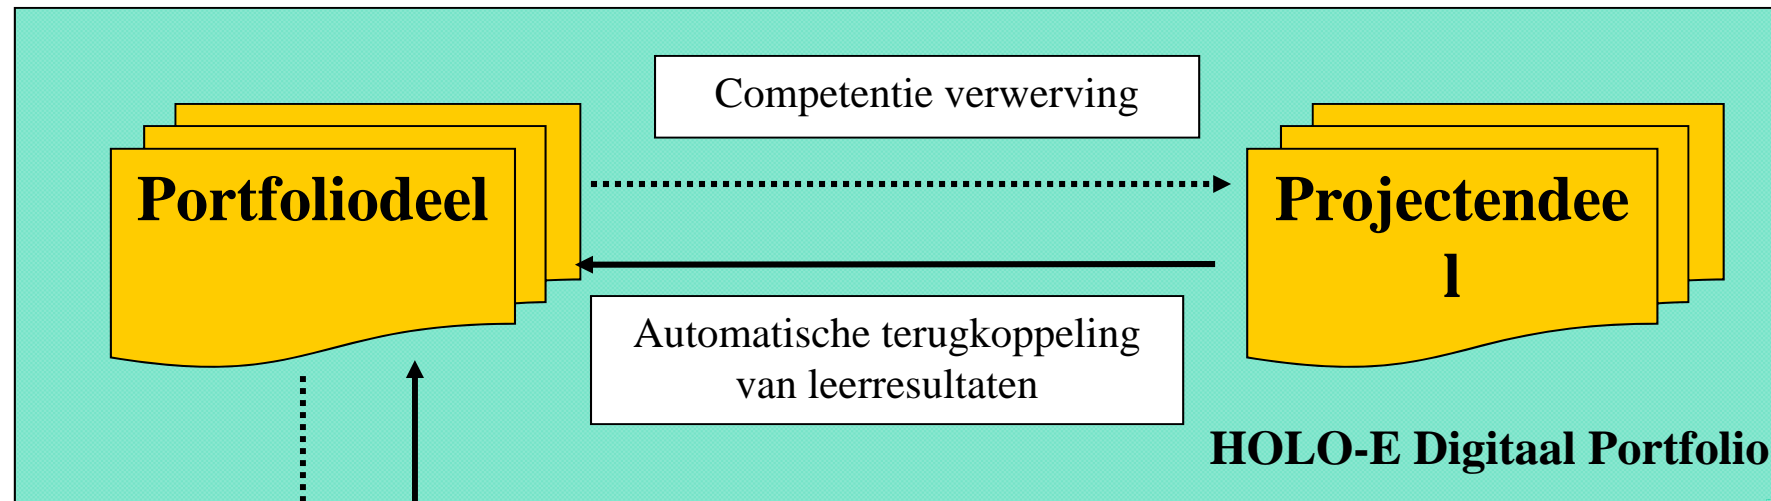 Competentie verwerving
Portfoliodeel
Projectendee
l
Automatische terugkoppeling
van leerresultaten
HOLO-E Digitaal Portfolio